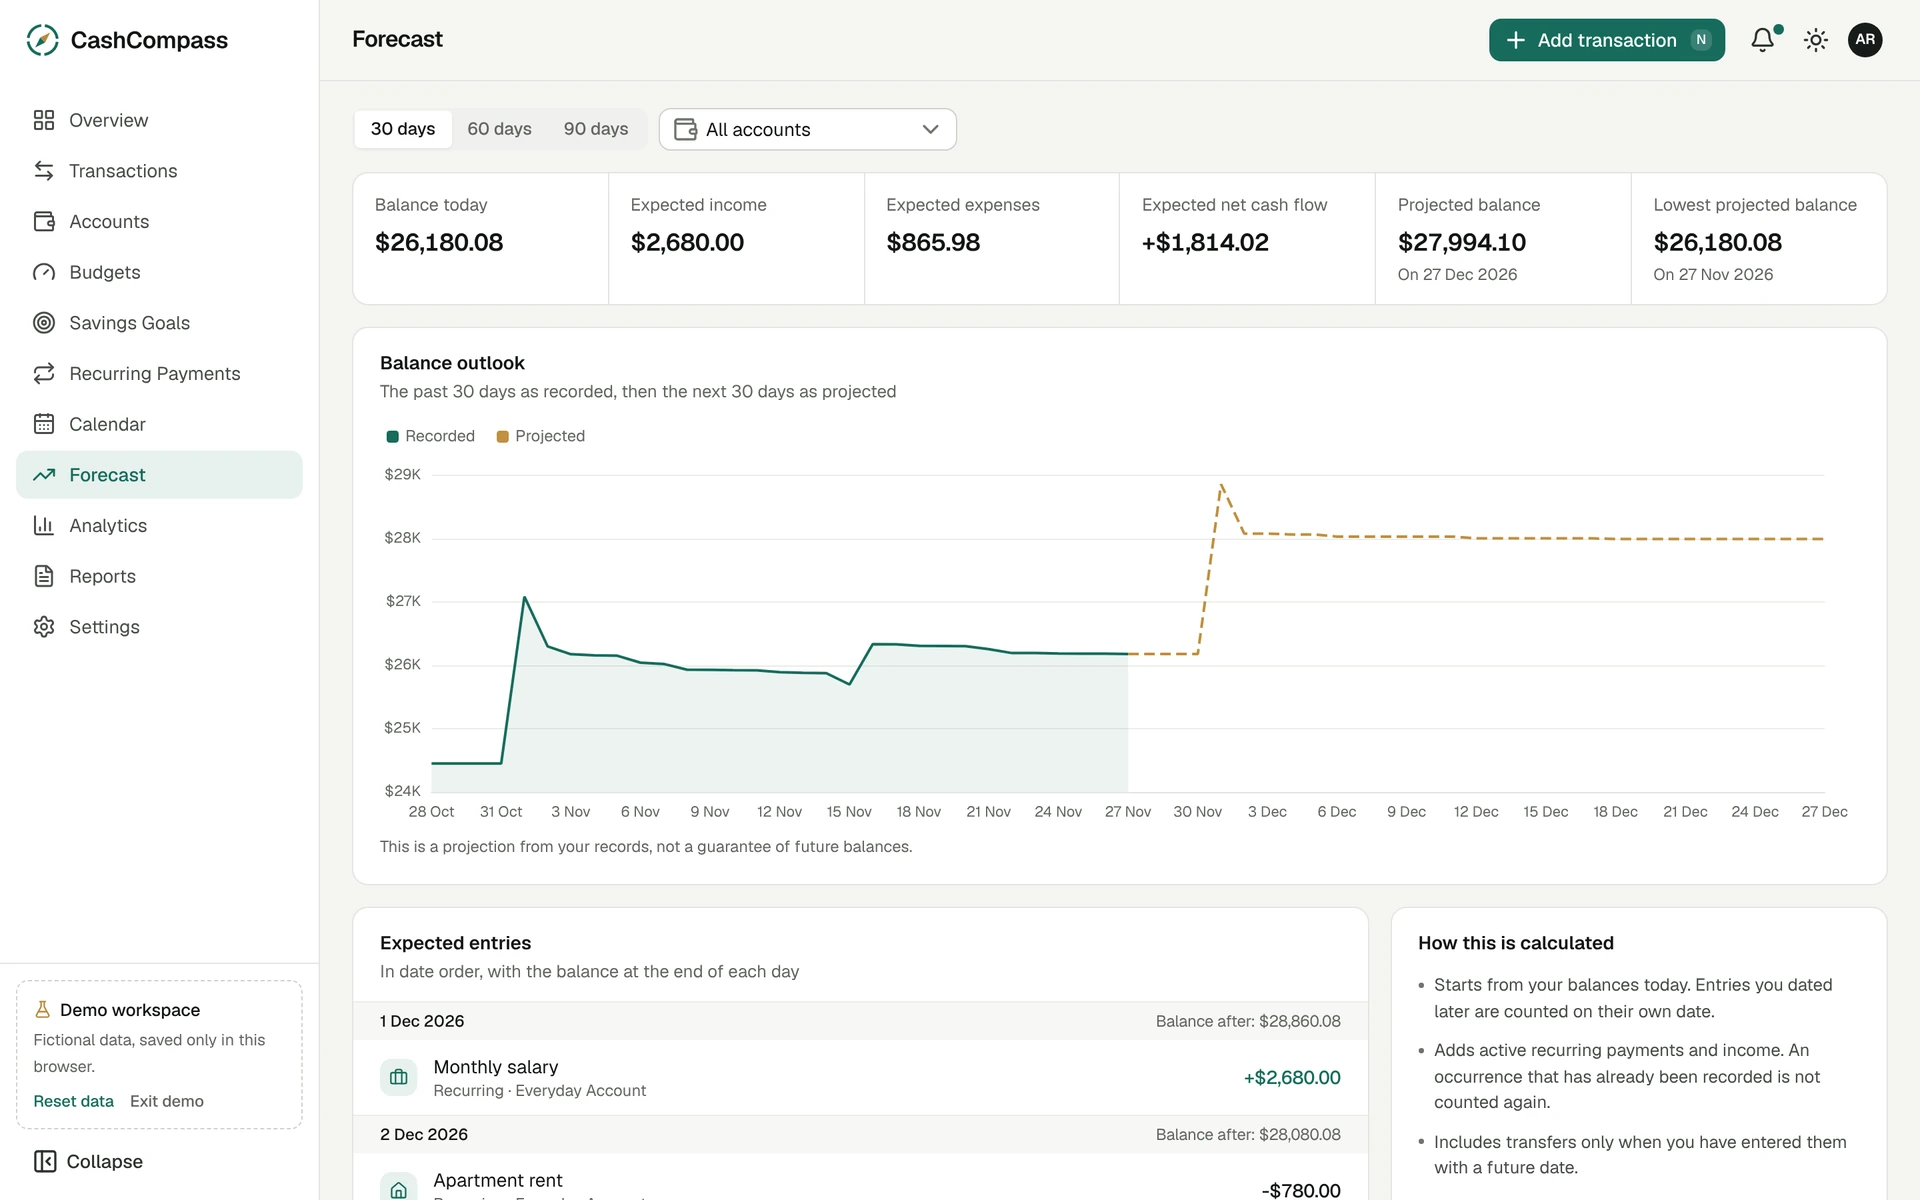 CashCompass
Forecast
Add transaction N
AR
Overview
Transactions
Accounts
Budgets
Savings Goals
Recurring Payments
Calendar
Forecast
Analytics
Reports
Settings
Demo workspace
Fictional data, saved only in this
browser.
Reset data Exit demo
Collapse
30 days 60 days 90 days All accounts
Balance today
$26,180.08
Expected income
$2,680.00
Expected expenses
$865.98
Expected net cash flow
+$1,814.02
Projected balance
$27,994.10
On 27 Dec 2026
Lowest projected balance
$26,180.08
On 27 Nov 2026
Balance outlook
The past 30 days as recorded, then the next 30 days as projected
Recorded Projected
$29K
$28K
$27K
$26K
$25K
$24K
28 Oct 31 Oct 3 Nov 6 Nov 9 Nov 12 Nov 15 Nov 18 Nov 21 Nov 24 Nov 27 Nov 30 Nov 3 Dec 6 Dec 9 Dec 12 Dec 15 Dec 18 Dec 21 Dec 24 Dec 27 Dec
This is a projection from your records, not a guarantee of future balances.
Expected entries
In date order, with the balance at the end of each day
1 Dec 2026 Balance after: $28,860.08
Monthly salary
Recurring · Everyday Account
+$2,680.00
2 Dec 2026 Balance after: $28,080.08
Apartment rent
-$780.00
How this is calculated
• Starts from your balances today. Entries you dated
later are counted on their own date.
• Adds active recurring payments and income. An
occurrence that has already been recorded is not
counted again.
• Includes transfers only when you have entered them
with a future date.